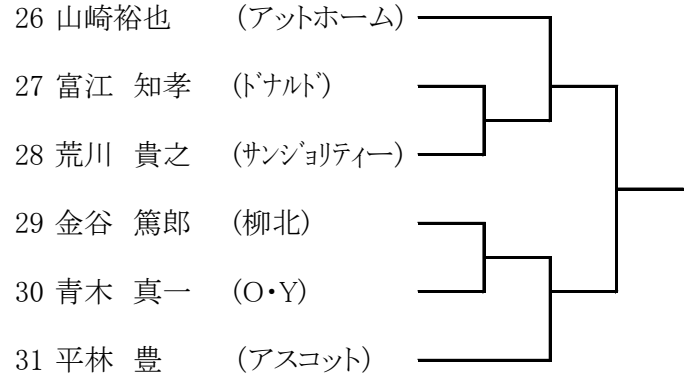 26 山崎裕也 (アットホーム)
27 富江 知孝 (ﾄﾞﾅﾙﾄﾞ)
28 荒川 貴之 (サンジョリティー)
29 金谷 篤郎 (柳北)
30 青木 真一 (O・Y)
31 平林 豊 (アスコット)